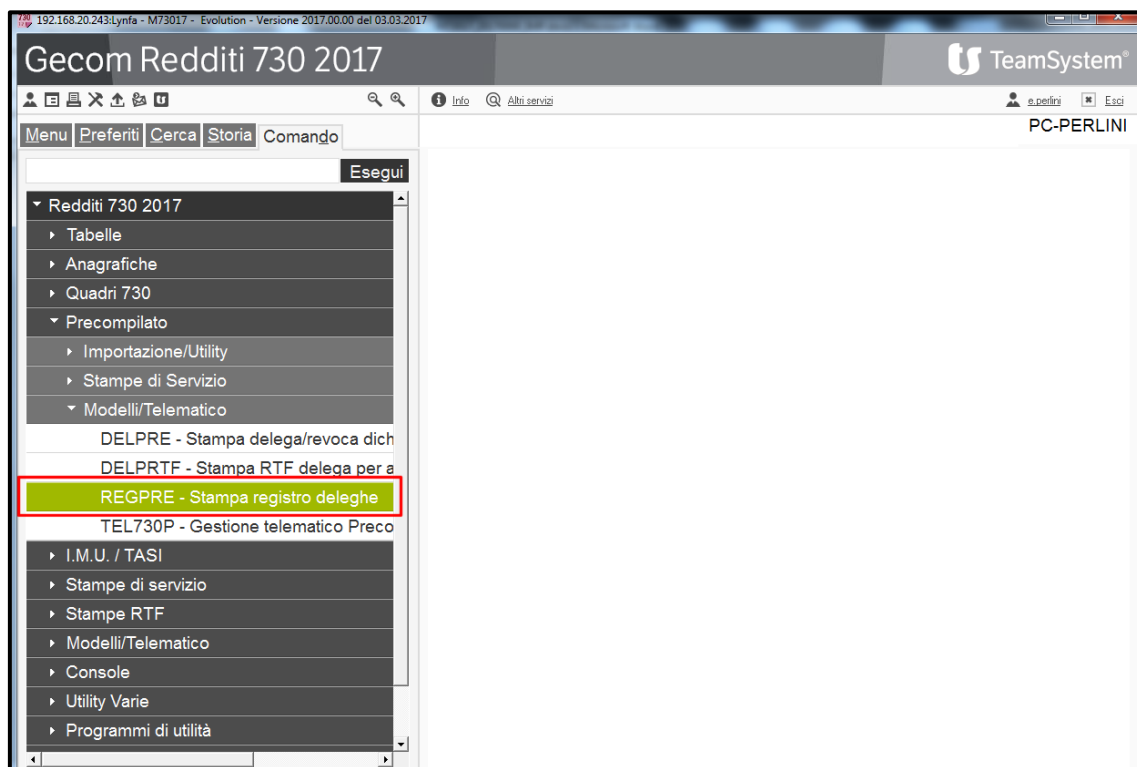 192.168.20.243:Lynfa - M73017 - Evolution - Versione 2017.00.00 del 03.03.2017
Gecom Redditi 730 2017
TeamSystem®
Info Altri servizi e.perlini Esci
Menu Preferiti Cerca Storia Comando
PC-PERLINI
Esegui
Redditi 730 2017
Tabelle
Anagrafiche
Quadri 730
Precompilato
Importazione/Utility
Stampe di Servizio
Modelli/Telematico
DELPRE - Stampa delega/revoca dich
DELPRTF - Stampa RTF delega per a
REGPRE - Stampa registro deleghe
TEL730P - Gestione telematico Preco
I.M.U. / TASI
Stampe di servizio
Stampe RTF
Modelli/Telematico
Console
Utility Varie
Programmi di utilità